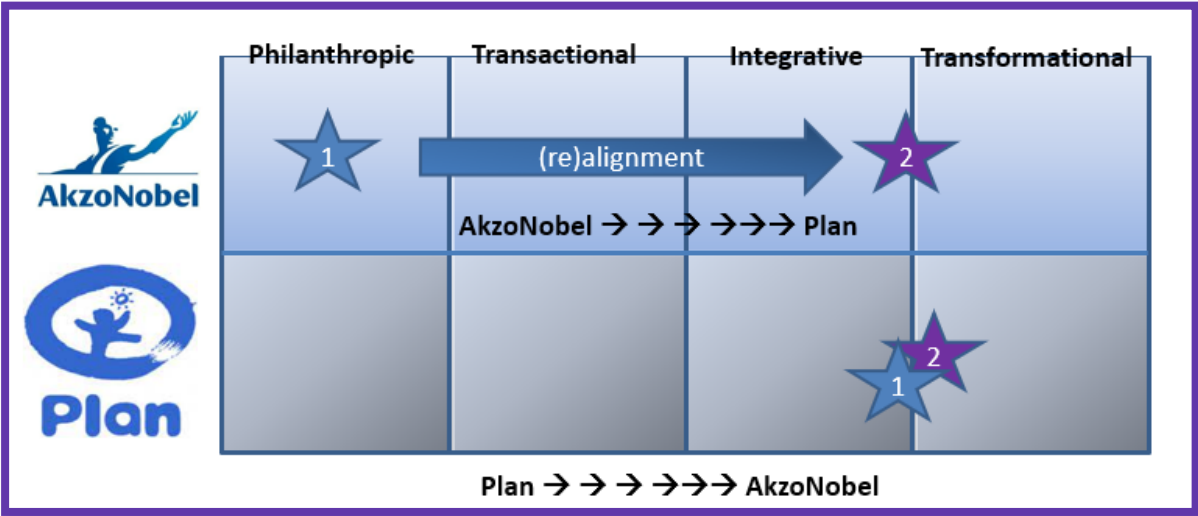 Philanthropic Transactional Integrative Transformational
1 (re)alignment 2
AkzoNobel
AkzoNobel → → → →→→ Plan
2
1
Plan
Plan → → → →→→ AkzoNobel